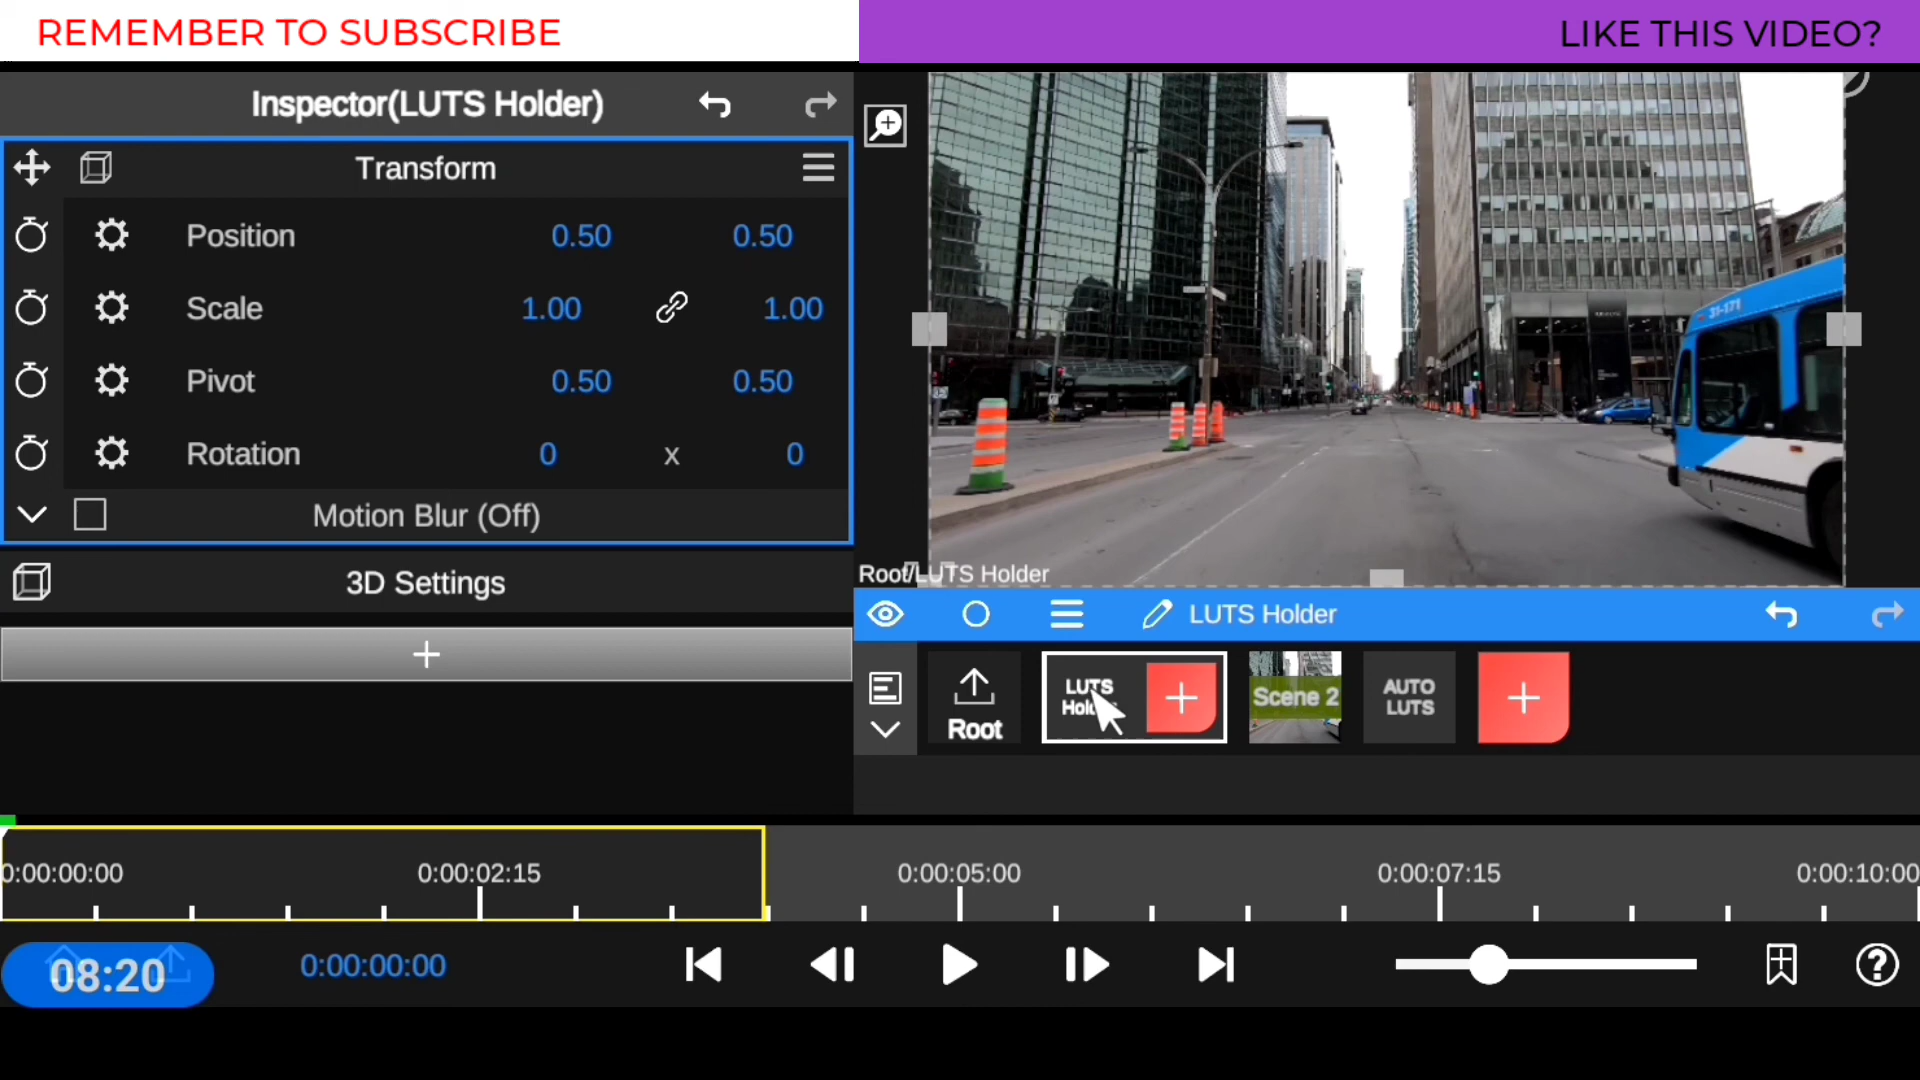 REMEMBER TO SUBSCRIBE
LIKE THIS VIDEO?
Inspector(LUTS Holder)
Transform
Position 0.50 0.50
Scale 1.00 1.00
Pivot 0.50 0.50
Rotation 0 x 0
Motion Blur (Off)
3D Settings
+
31-171
Root/LUTS Holder
LUTS Holder
Root
LUTS
Scene 2
AUTO
LUTS
0:00:00:00 0:00:02:15 0:00:05:00 0:00:07:15 0:00:10:00
08:20
0:00:00:00